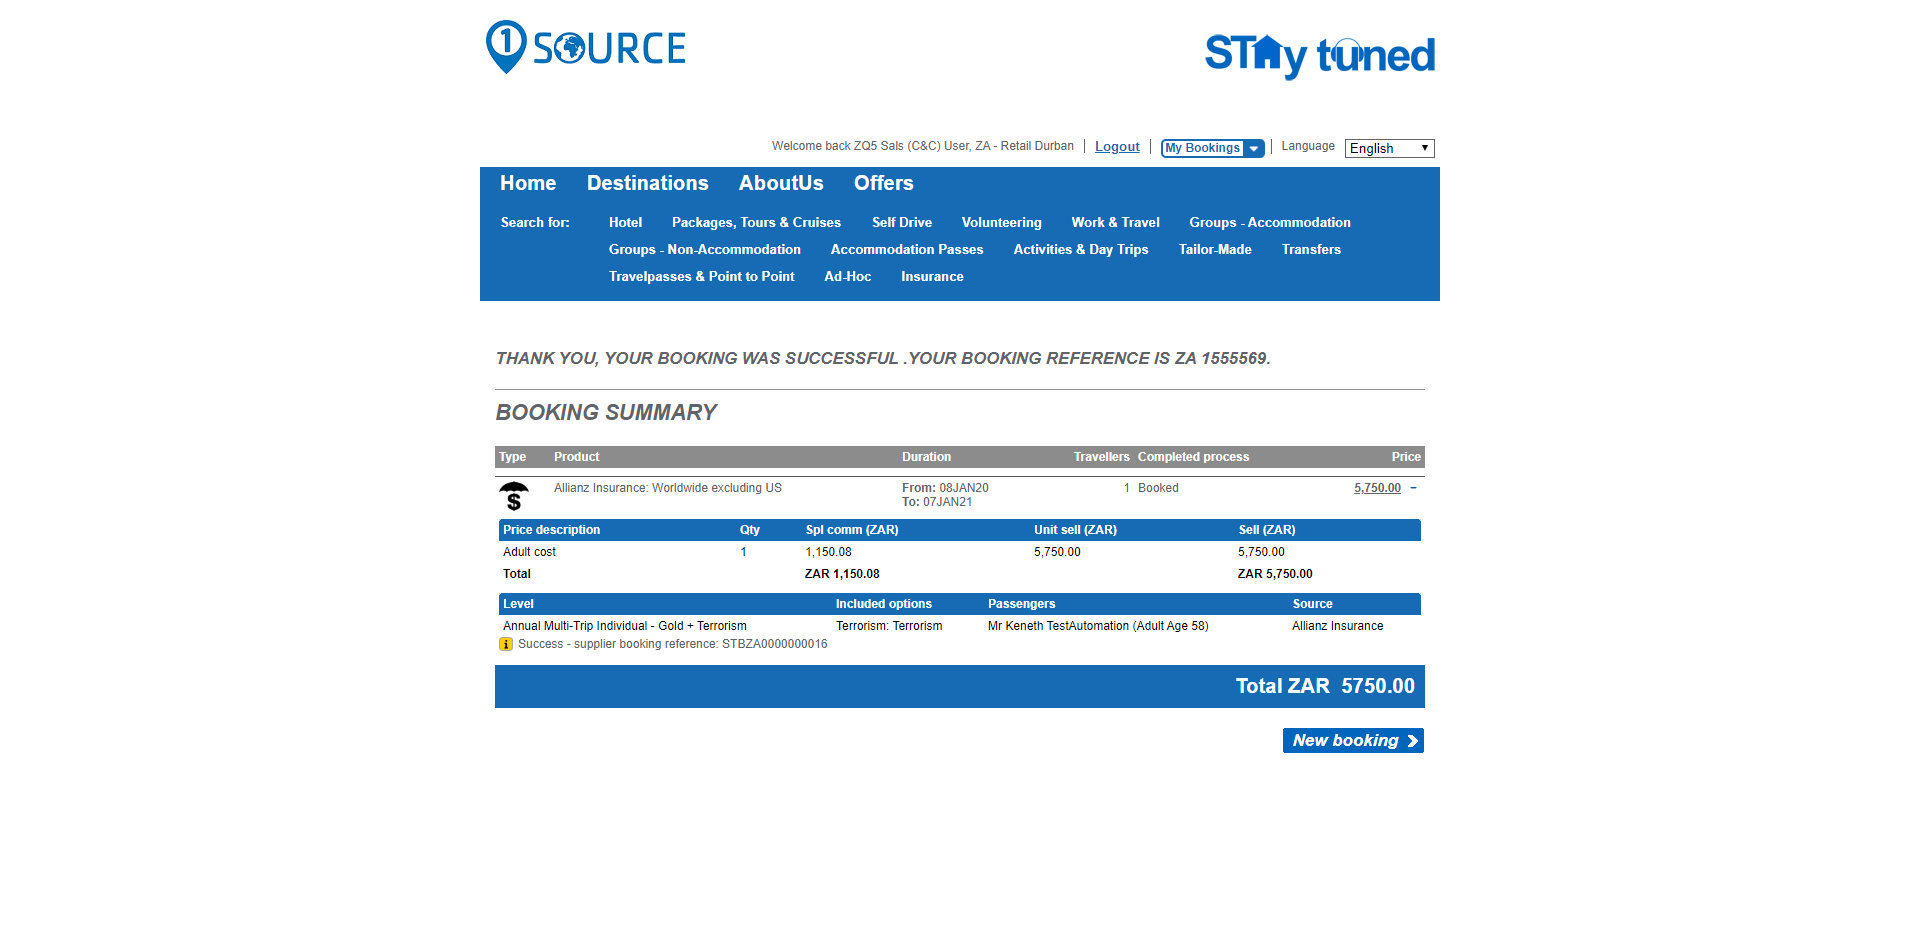 1 SOURCE
STAy tuned
Welcome back ZQ5 Sals (C&C) User, ZA - Retail Durban Logout My Bookings Language English
Home Destinations AboutUs Offers
Search for: Hotel Packages, Tours & Cruises Self Drive Volunteering Work & Travel Groups - Accommodation
Groups - Non-Accommodation Accommodation Passes Activities & Day Trips Tailor-Made Transfers
Travelpasses & Point to Point Ad-Hoc Insurance
THANK YOU, YOUR BOOKING WAS SUCCESSFUL .YOUR BOOKING REFERENCE IS ZA 1555569.
BOOKING SUMMARY
Type Product Duration Travellers Completed process Price
Allianz Insurance: Worldwide excluding US From: 08JAN20 1 Booked 5,750.00 –
To: 07JAN21
Price description Qty Spl comm (ZAR) Unit sell (ZAR) Sell (ZAR)
Adult cost 1 1,150.08 5,750.00 5,750.00
Total ZAR 1,150.08 ZAR 5,750.00
Level Included options Passengers Source
Annual Multi-Trip Individual - Gold + Terrorism Terrorism: Terrorism Mr Keneth TestAutomation (Adult Age 58) Allianz Insurance
Success - supplier booking reference: STBZA0000000016
Total ZAR 5750.00
New booking